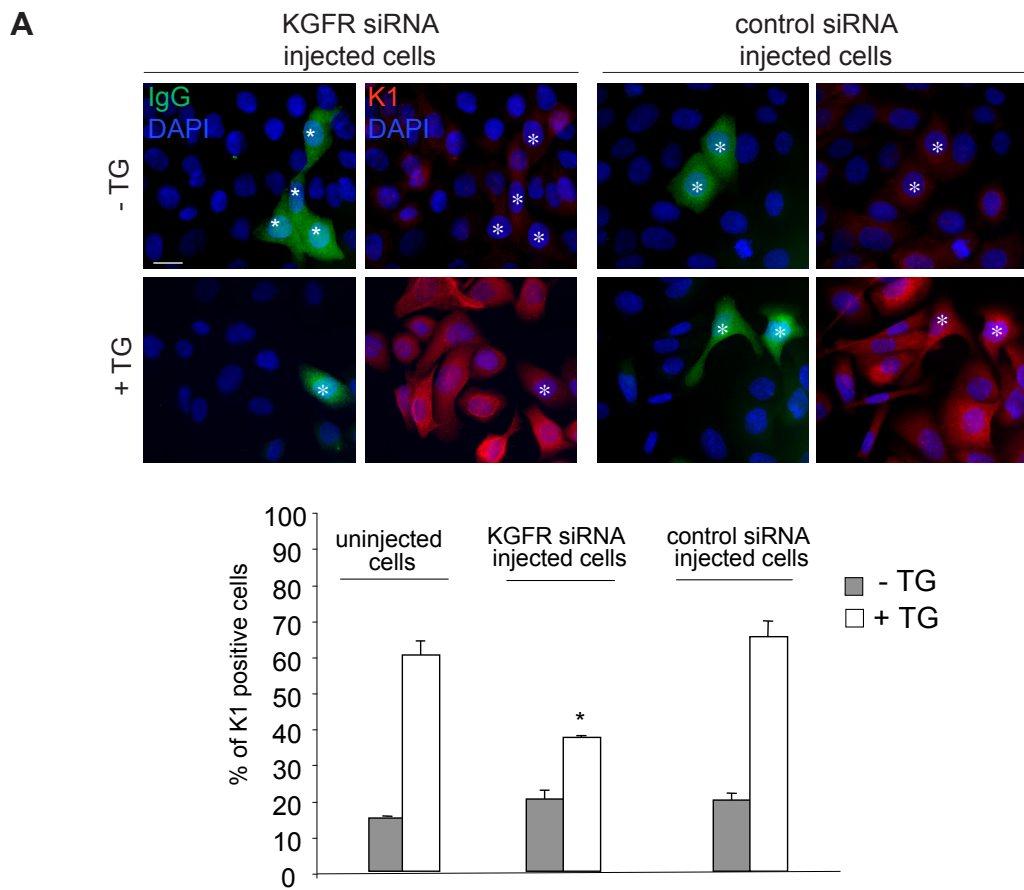 A
KGFR siRNA
injected cells
control siRNA
injected cells
IgG
DAPI
K1
DAPI
- TG
* * * *
* * * *
* *
* *
+ TG
*
*
* *
* *
% of K1 positive cells
100
90
80
70
60
50
40
30
20
10
0
uninjected
cells
KGFR siRNA
injected cells
control siRNA
injected cells
*
- TG
+ TG